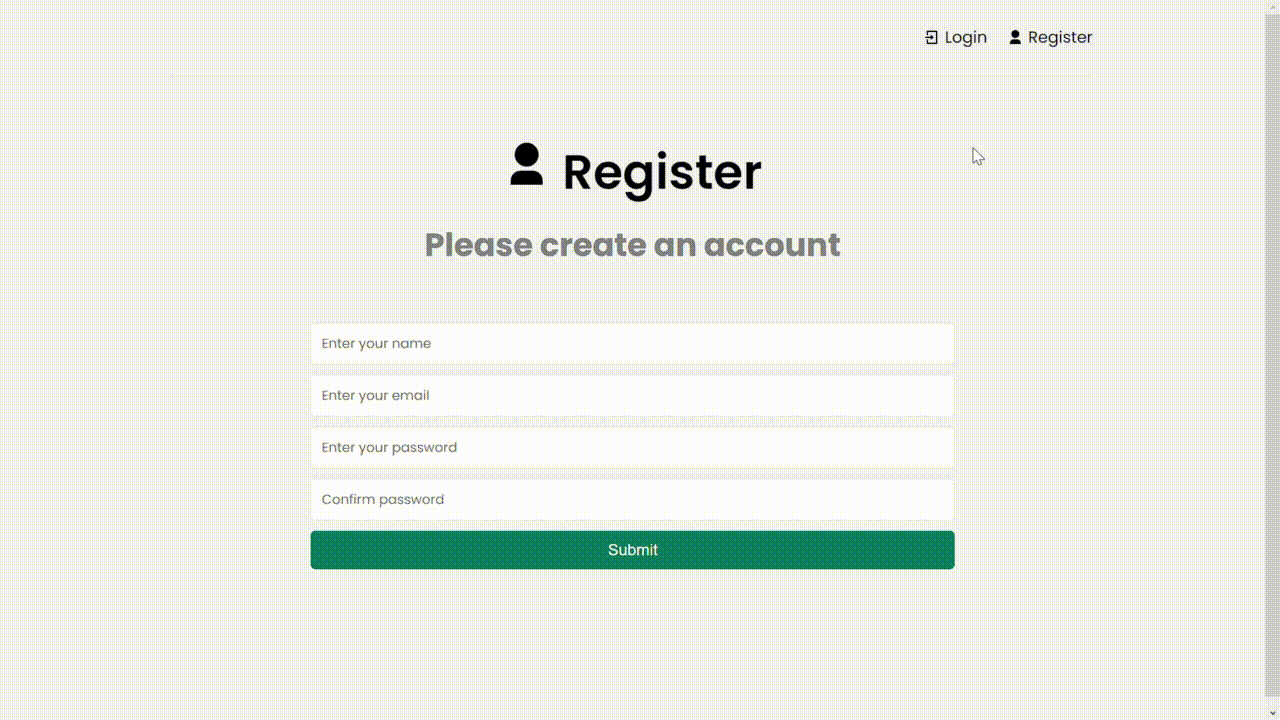 Login Register
Register
Please create an account
Enter your name
Enter your email
Enter your password
Confirm password
Submit